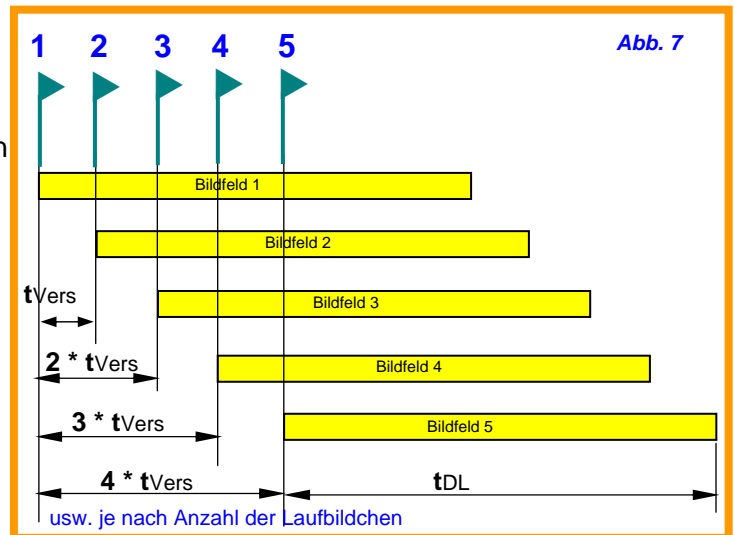 1 2 3 4 5 Abb. 7
n
Bildfeld 1
Bildfeld 2
tVers
Bildfeld 3
2 * tVers
Bildfeld 4
3 * tVers
Bildfeld 5
4 * tVers tDL
usw. je nach Anzahl der Laufbildchen